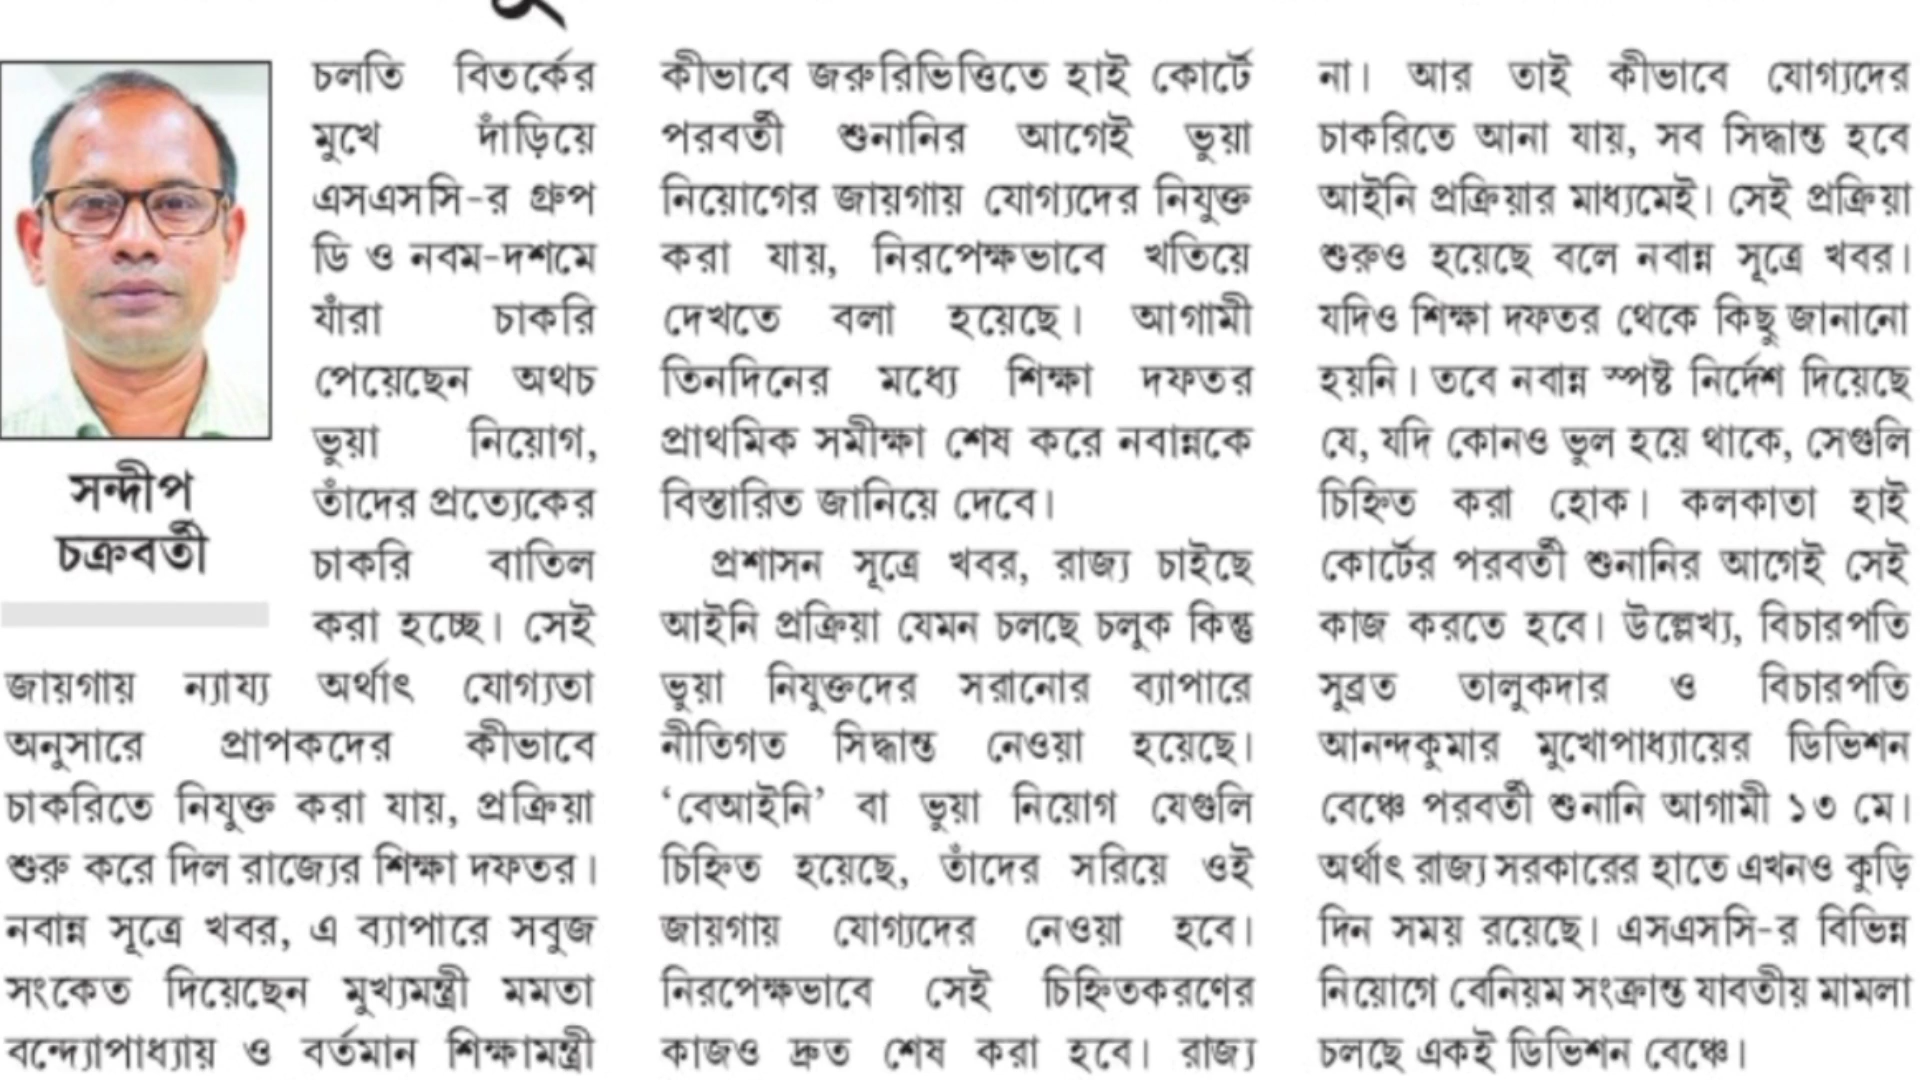 সন্দীপ
চক্রবর্তী
চলতি বিতর্কের
মুখে দাঁড়িয়ে
এসএসসি-র গ্রুপ
ডি ও নবম-দশমে
যাঁরা চাকরি
পেয়েছেন অথচ
ভুয়া নিয়োগ,
তাঁদের প্রত্যেকের
চাকরি বাতিল
করা হচ্ছে। সেই
জায়গায় ন্যায্য অর্থাৎ যোগ্যতা
অনুসারে প্রাপকদের কীভাবে
চাকরিতে নিযুক্ত করা যায়, প্রক্রিয়া
শুরু করে দিল রাজ্যের শিক্ষা দফতর।
নবান্ন সূত্রে খবর, এ ব্যাপারে সবুজ
সংকেত দিয়েছেন মুখ্যমন্ত্রী মমতা
বন্দ্যোপাধ্যায় ও বর্তমান শিক্ষামন্ত্রী
কীভাবে জরুরিভিত্তিতে হাই কোর্টে
পরবর্তী শুনানির আগেই ভুয়া
নিয়োগের জায়গায় যোগ্যদের নিযুক্ত
করা যায়, নিরপেক্ষভাবে খতিয়ে
দেখতে বলা হয়েছে। আগামী
তিনদিনের মধ্যে শিক্ষা দফতর
প্রাথমিক সমীক্ষা শেষ করে নবান্নকে
বিস্তারিত জানিয়ে দেবে।
প্রশাসন সূত্রে খবর, রাজ্য চাইছে
আইনি প্রক্রিয়া যেমন চলছে চলুক কিন্তু
ভুয়া নিযুক্তদের সরানোর ব্যাপারে
নীতিগত সিদ্ধান্ত নেওয়া হয়েছে।
‘বেআইনি’ বা ভুয়া নিয়োগ যেগুলি
চিহ্নিত হয়েছে, তাঁদের সরিয়ে ওই
জায়গায় যোগ্যদের নেওয়া হবে।
নিরপেক্ষভাবে সেই চিহ্নিতকরণের
কাজও দ্রুত শেষ করা হবে। রাজ্য
না। আর তাই কীভাবে যোগ্যদের
চাকরিতে আনা যায়, সব সিদ্ধান্ত হবে
আইনি প্রক্রিয়ার মাধ্যমেই। সেই প্রক্রিয়া
শুরুও হয়েছে বলে নবান্ন সূত্রে খবর।
যদিও শিক্ষা দফতর থেকে কিছু জানানো
হয়নি। তবে নবান্ন স্পষ্ট নির্দেশ দিয়েছে
যে, যদি কোনও ভুল হয়ে থাকে, সেগুলি
চিহ্নিত করা হোক। কলকাতা হাই
কোর্টের পরবর্তী শুনানির আগেই সেই
কাজ করতে হবে। উল্লেখ্য, বিচারপতি
সুব্রত তালুকদার ও বিচারপতি
আনন্দকুমার মুখোপাধ্যায়ের ডিভিশন
বেঞ্চে পরবর্তী শুনানি আগামী ১৩ মে।
অর্থাৎ রাজ্য সরকারের হাতে এখনও কুড়ি
দিন সময় রয়েছে। এসএসসি-র বিভিন্ন
নিয়োগে বেনিয়ম সংক্রান্ত যাবতীয় মামলা
চলছে একই ডিভিশন বেঞ্চে।